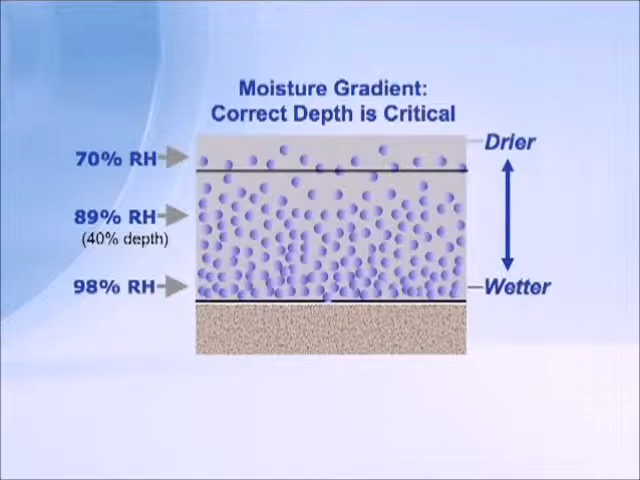 Moisture Gradient:
Correct Depth is Critical
Drier
70% RH
89% RH
(40% depth)
98% RH
Wetter